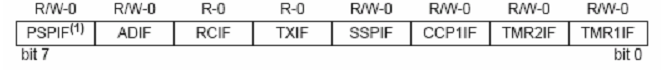 R/W-0 R/W-0 R-0 R-0 R/W-0 R/W-0 R/W-0 R/W-0
PSPIF(1) ADIF RCIF TXIF SSPIF CCP1IF TMR2IF TMR1IF
bit 7 bit 0